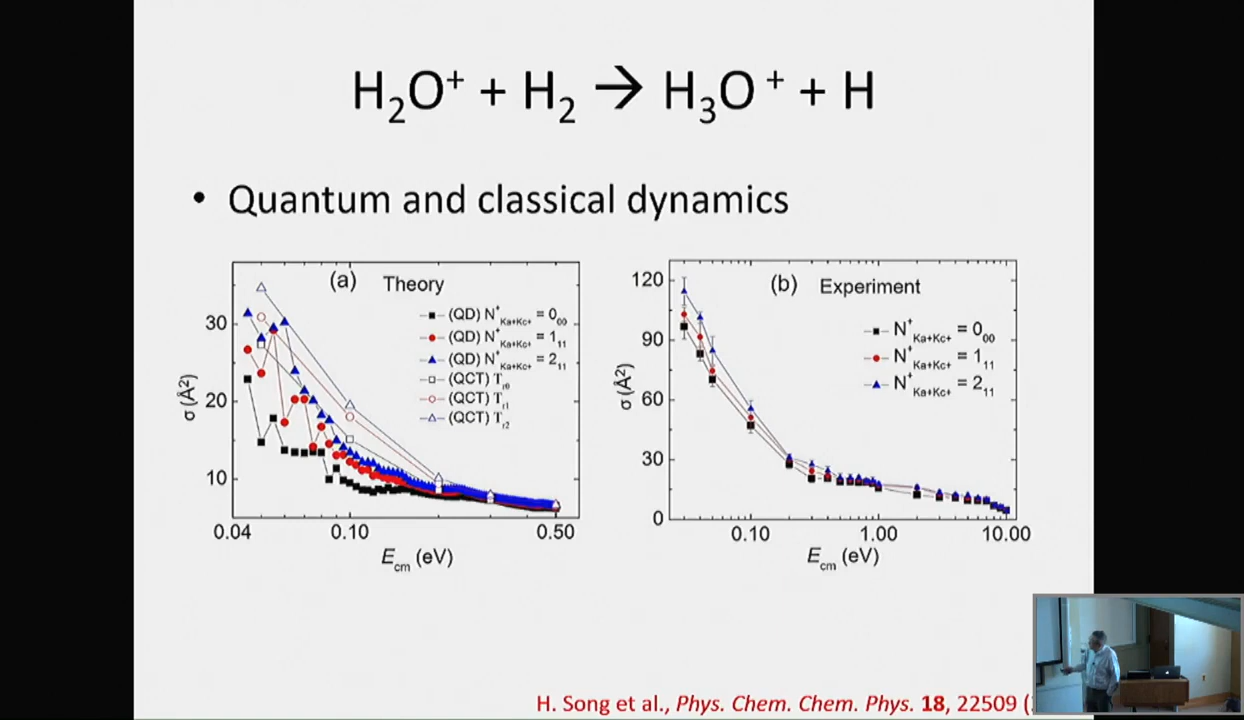 H₂O⁺ + H₂ → H₃O⁺ + H
• Quantum and classical dynamics
(a) Theory
(QD) N⁺Ka+Kc+ = 0₀₀
(QD) N⁺Ka+Kc+ = 1₁₁
(QD) N⁺Ka+Kc+ = 2₁₁
(QCT) Tr0
(QCT) Tr1
(QCT) Tr2
σ (Å²)
30
20
10
0.04 0.10 0.50
Ecm (eV)
(b) Experiment
N⁺Ka+Kc+ = 0₀₀
N⁺Ka+Kc+ = 1₁₁
N⁺Ka+Kc+ = 2₁₁
σ (Å²)
120
90
60
30
0
0.10 1.00 10.00
Ecm (eV)
H. Song et al., Phys. Chem. Chem. Phys. 18, 22509 (